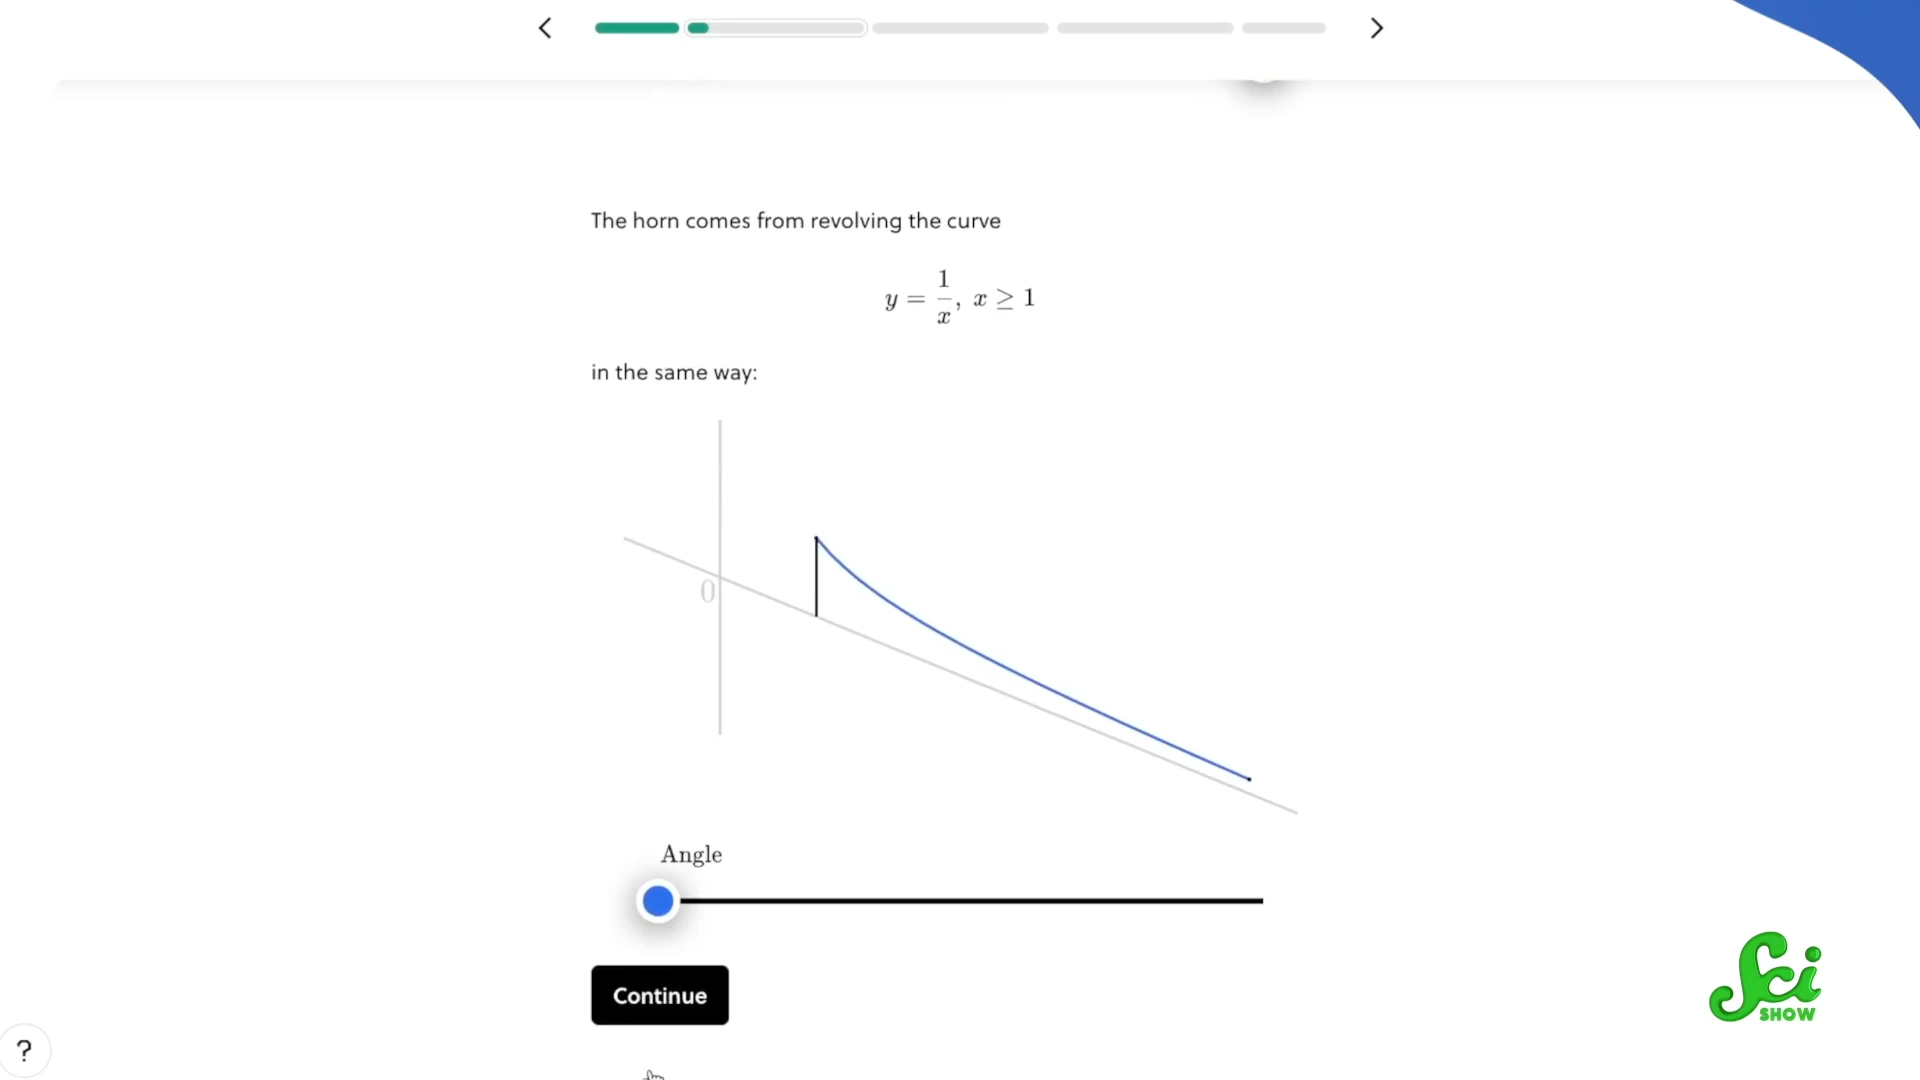 The horn comes from revolving the curve
y = 1/x, x ≥ 1
in the same way:
0
Angle
Continue
Sci
SHOW
?